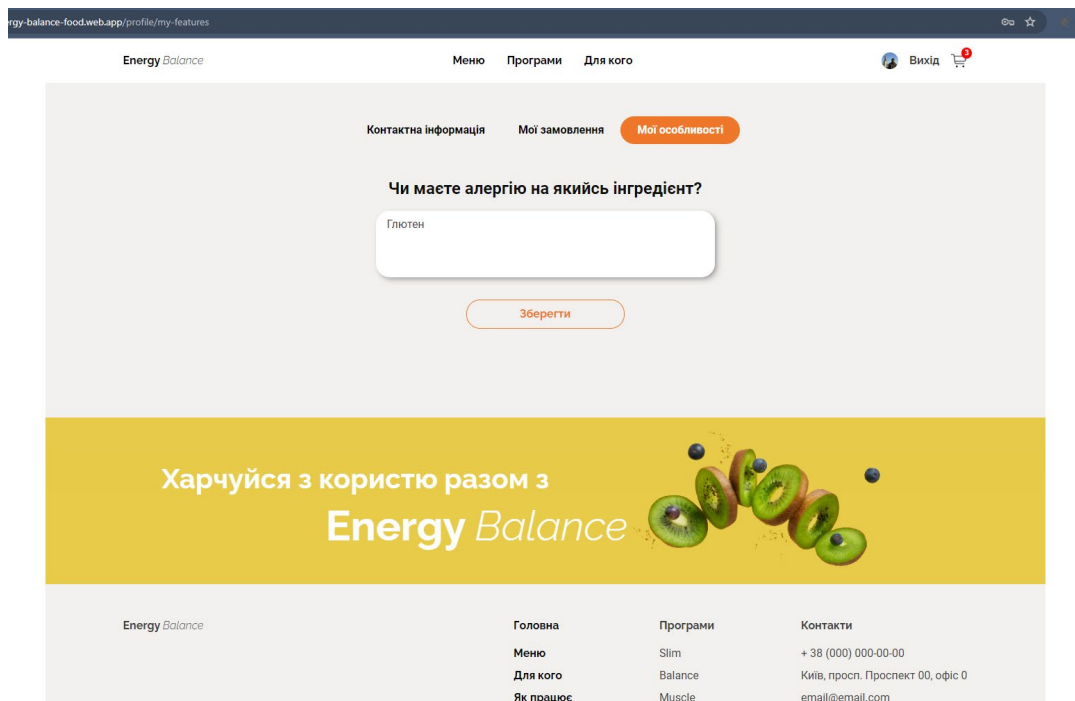 rgy-balance-food.web.app/profile/my-features
Energy Balance Меню Програми Для кого Вихід 3
Контактна інформація Мої замовлення Мої особливості
Чи маєте алергію на якийсь інгредієнт?
Глютен
Зберегти
Харчуйся з користю разом з
Energy Balance
Energy Balance Головна Програми Контакти
Меню Slim + 38 (000) 000-00-00
Для кого Balance Київ, просп. Проспект 00, офіс 0
Як працює Muscle email@email.com